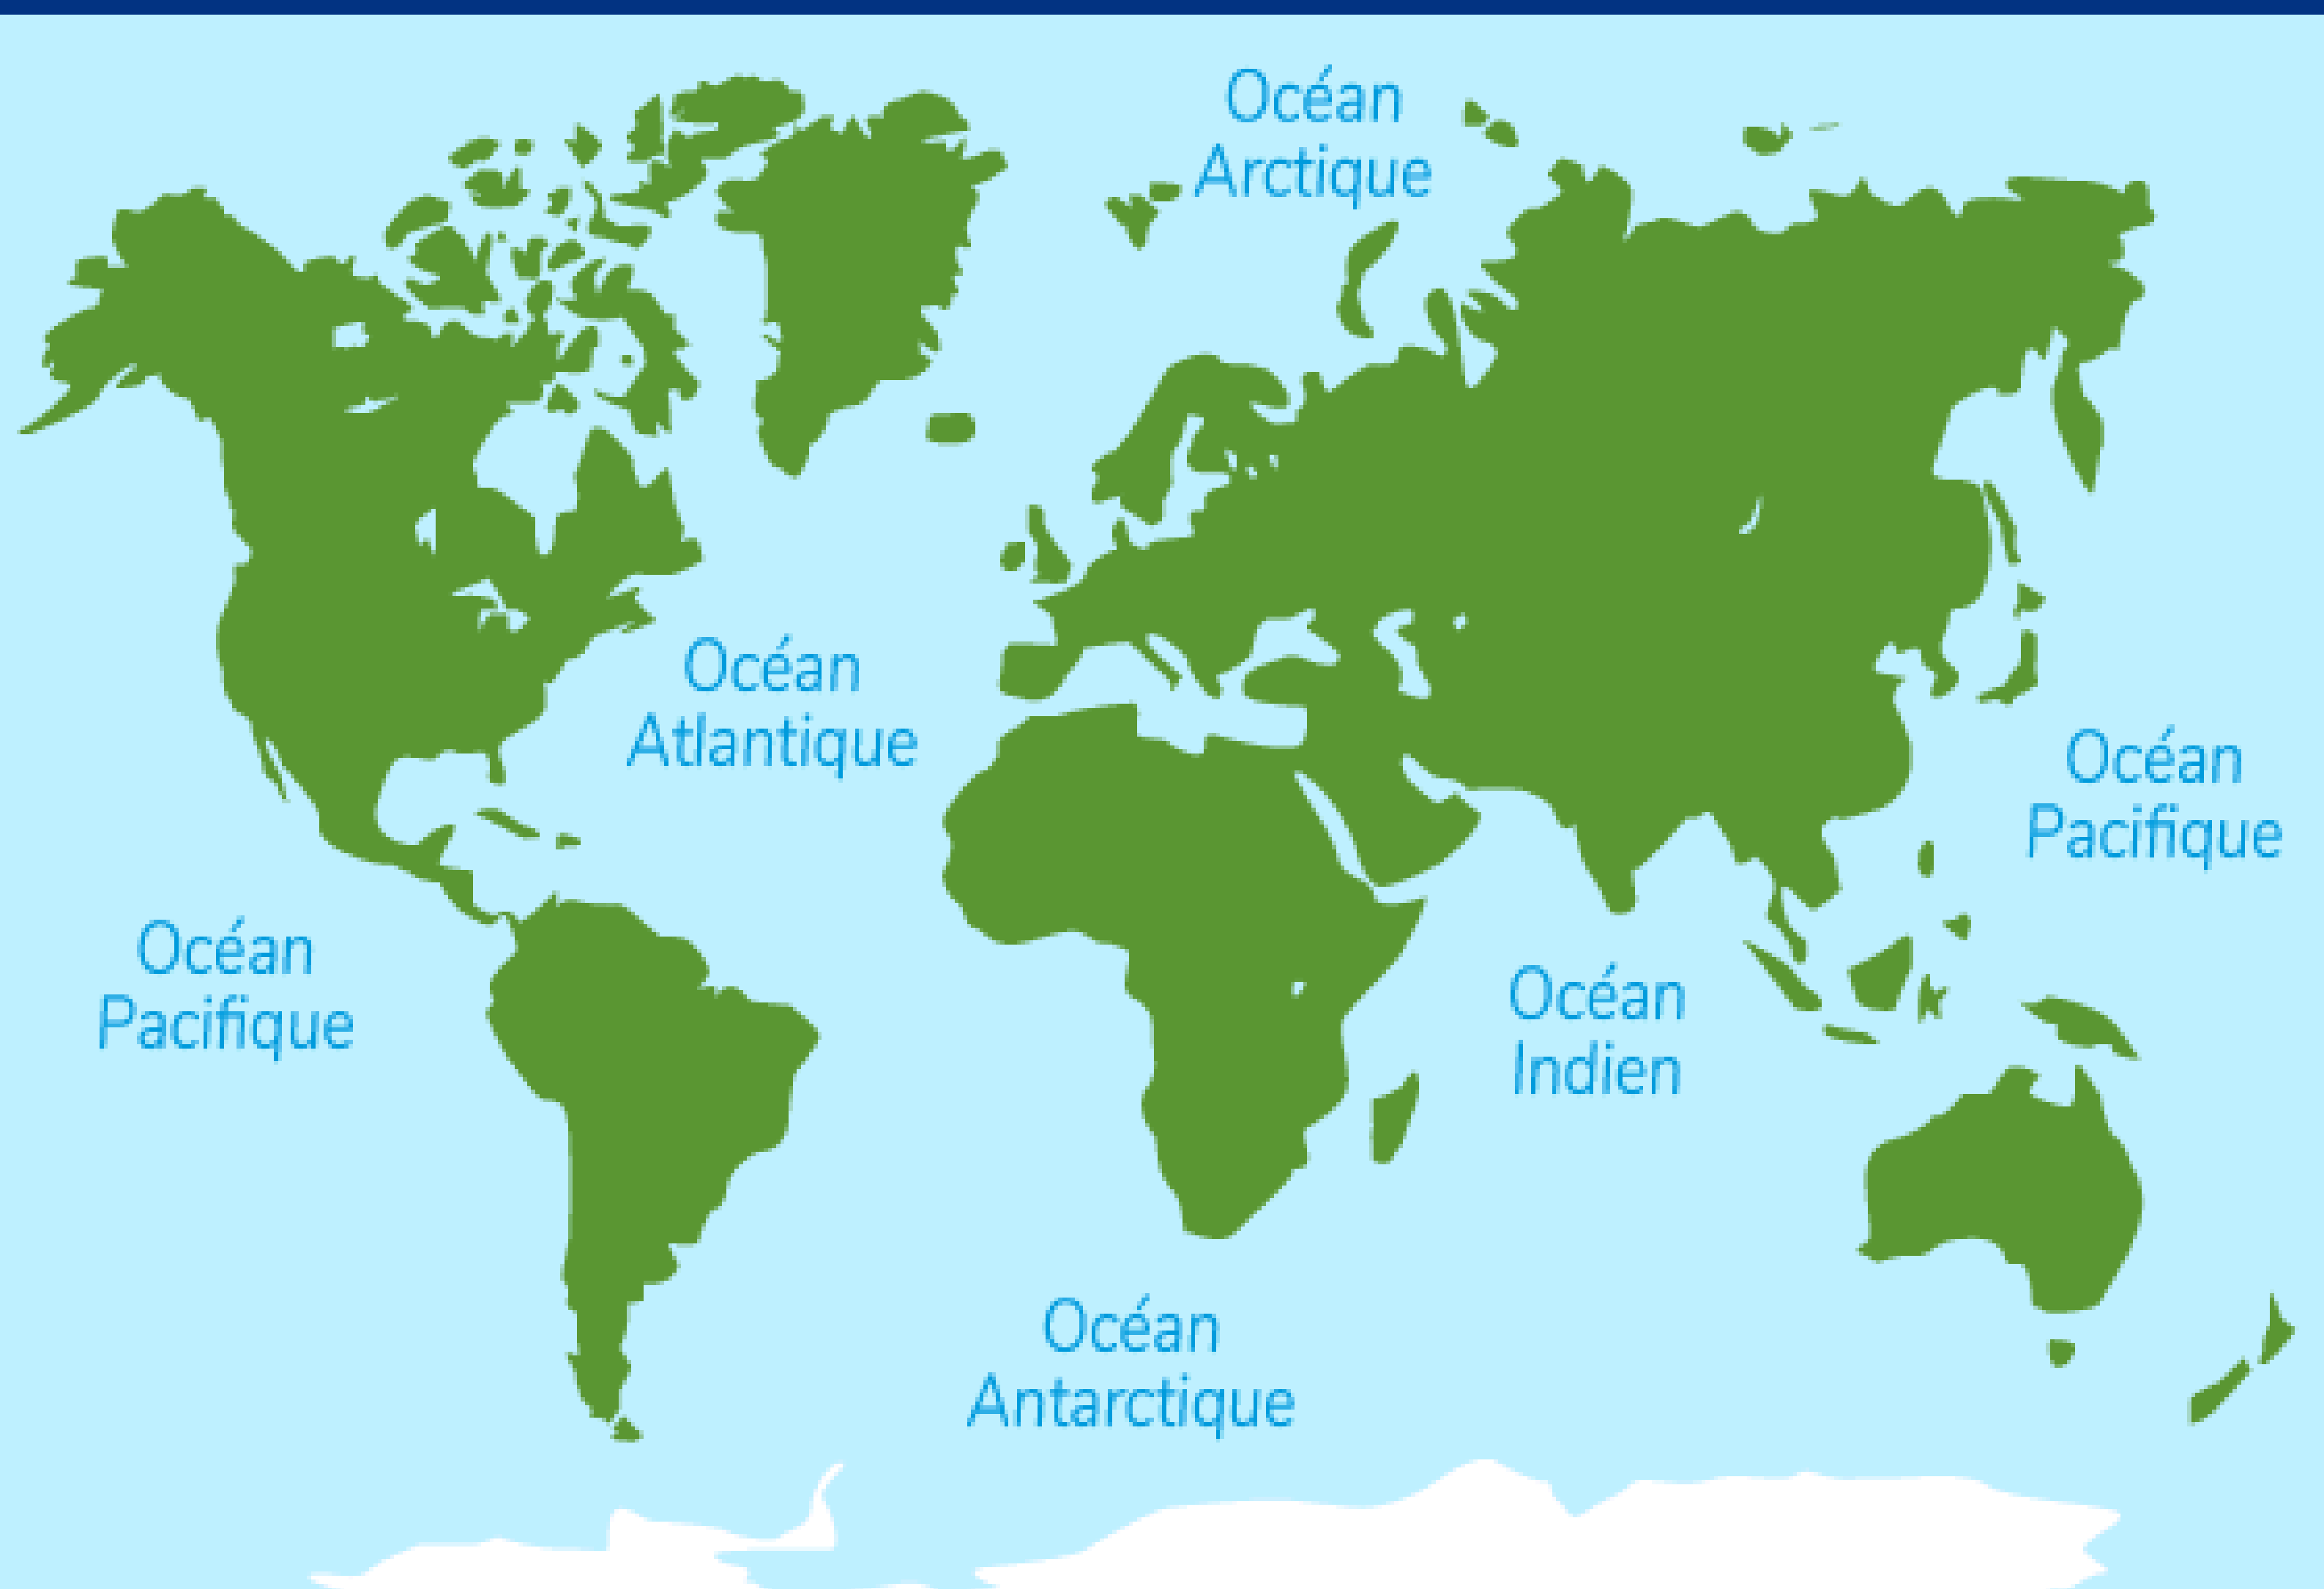 Océan
Arctique
Océan
Atlantique
Océan
Pacifique
Océan
Pacifique
Océan
Indien
Océan
Antarctique